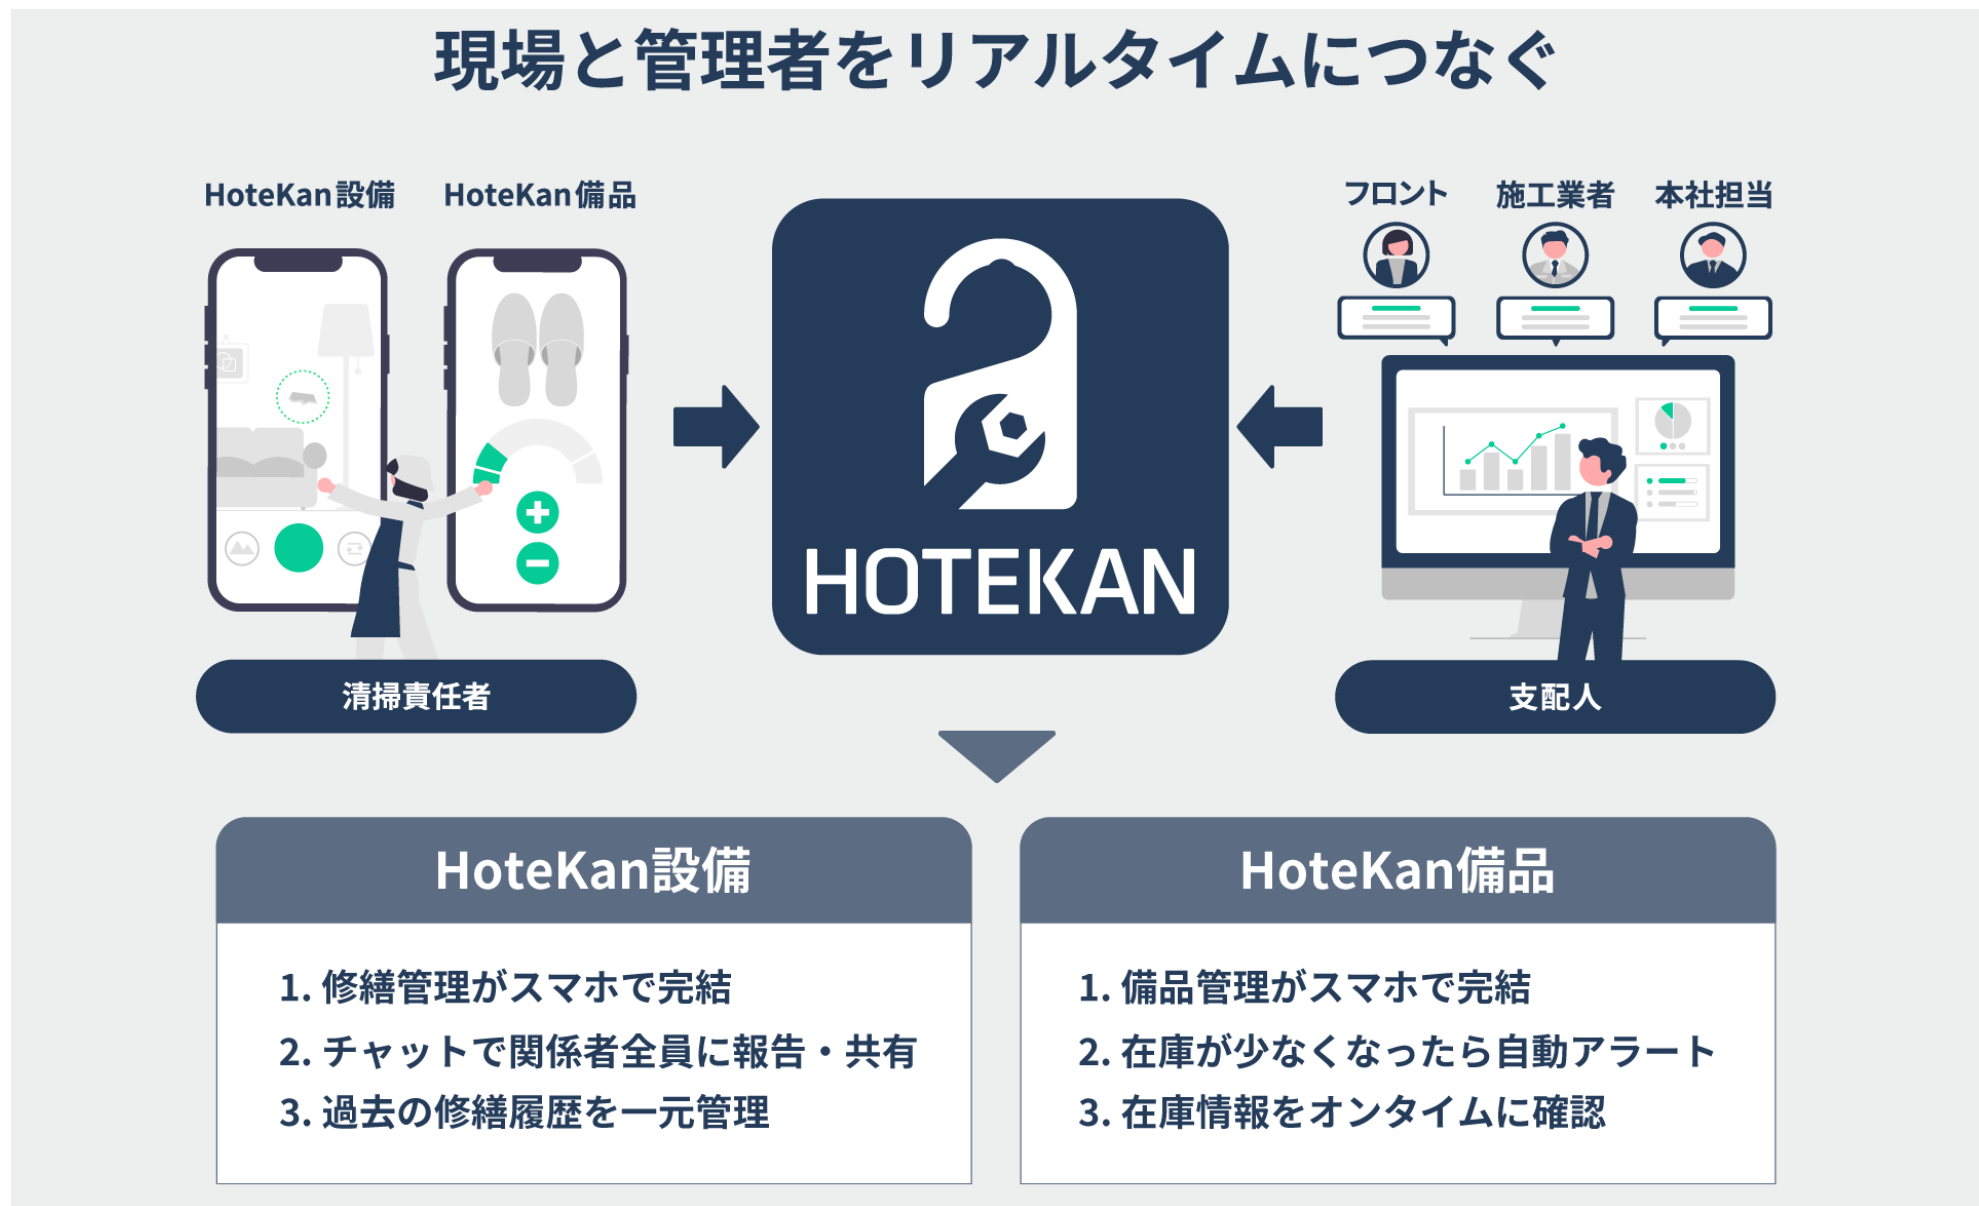 現場と管理者をリアルタイムにつなぐ
HoteKan設備
HoteKan備品
フロント
施工業者
本社担当
HOTEKAN
清掃責任者
支配人
HoteKan設備
1. 修繕管理がスマホで完結
2. チャットで関係者全員に報告・共有
3. 過去の修繕履歴を一元管理
HoteKan備品
1. 備品管理がスマホで完結
2. 在庫が少なくなったら自動アラート
3. 在庫情報をオンタイムに確認